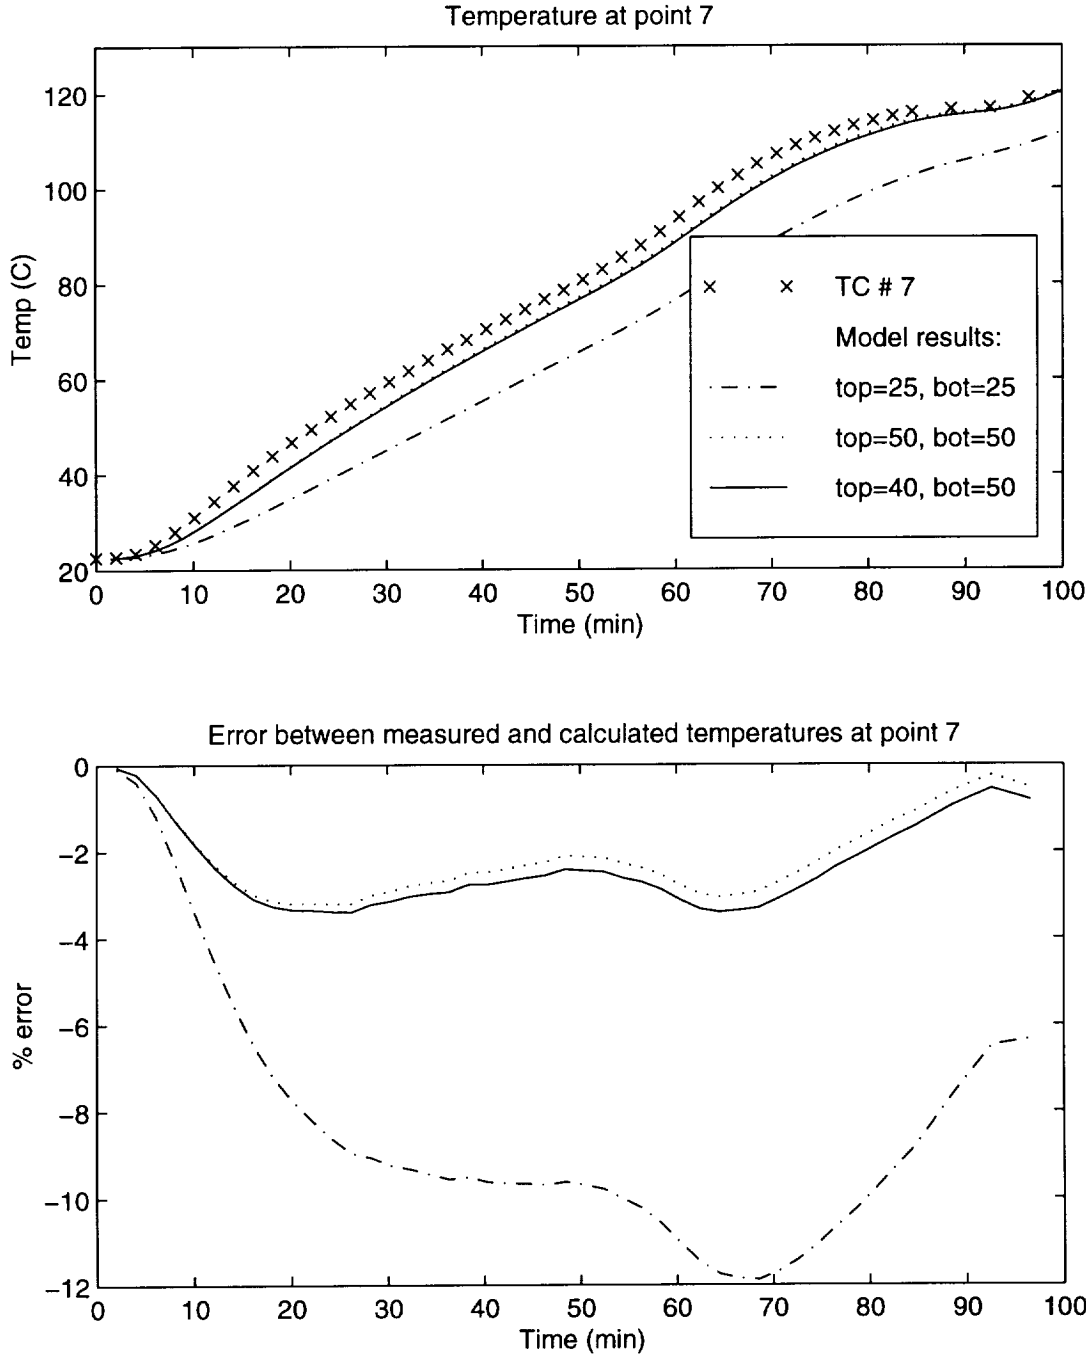 Temperature at point 7
120
100
80
60
40
20
Temp (C)
TC # 7
Model results:
top=25, bot=25
top=50, bot=50
top=40, bot=50
0 10 20 30 40 50 60 70 80 90 100
Time (min)
Error between measured and calculated temperatures at point 7
0
−2
−4
−6
−8
−10
−12
% error
0 10 20 30 40 50 60 70 80 90 100
Time (min)